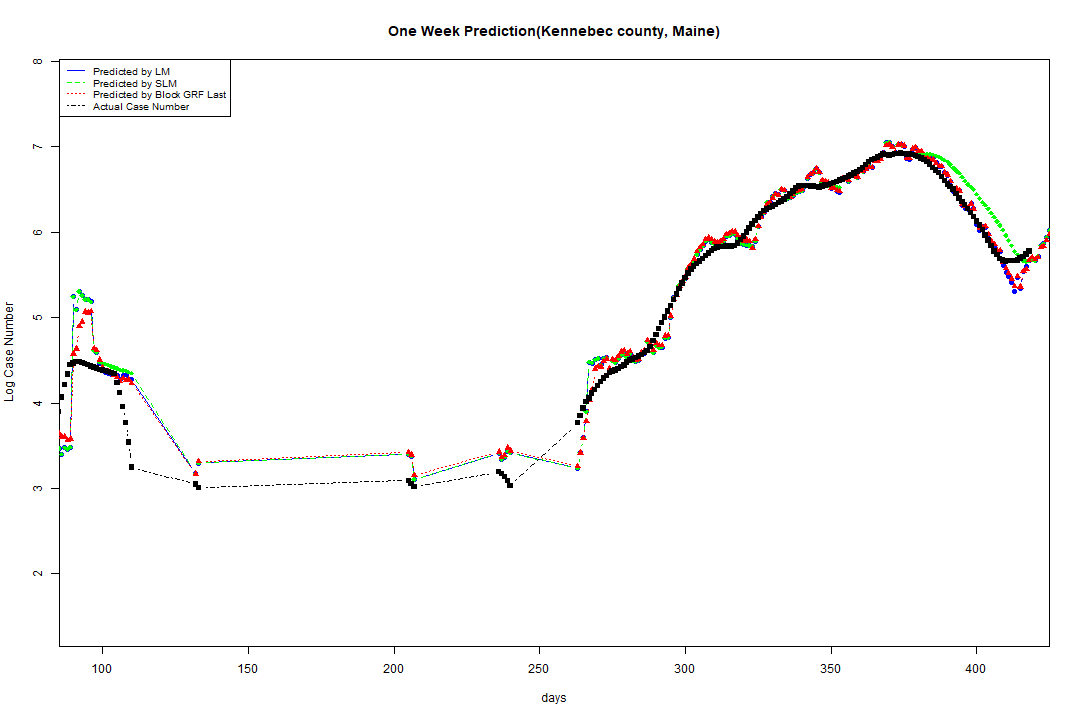 One Week Prediction(Kennebec county, Maine)
Predicted by LM
Predicted by SLM
Predicted by Block GRF Last
Actual Case Number
Log Case Number
8
7
6
5
4
3
2
100 150 200 250 300 350 400
days